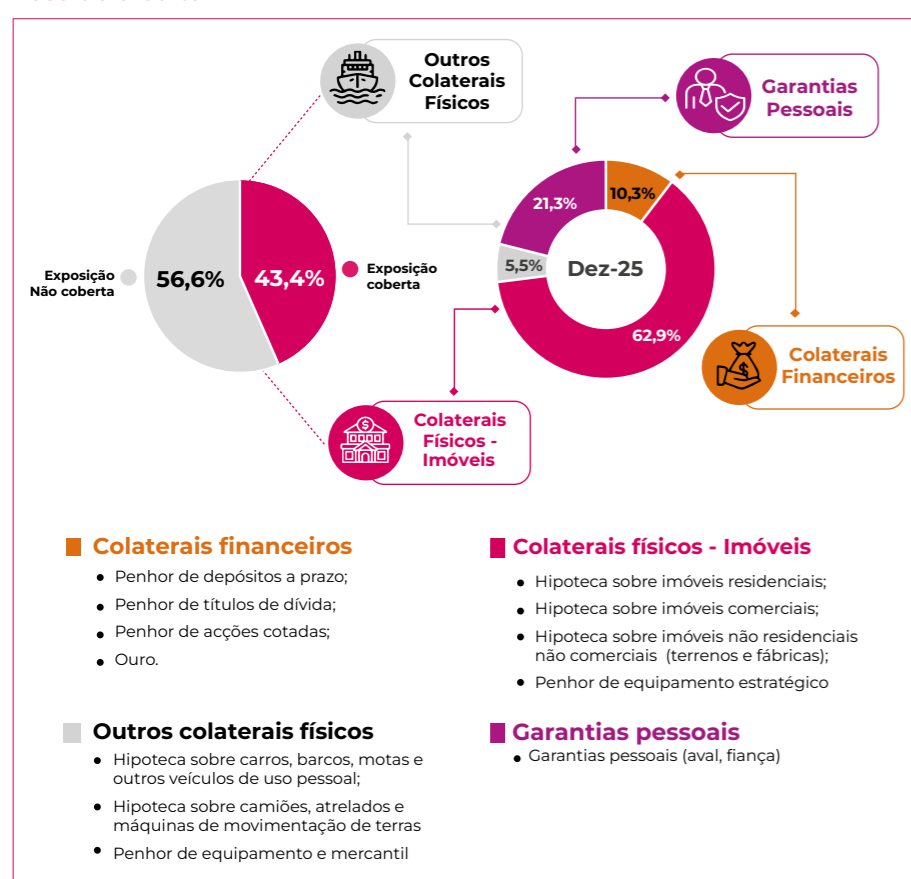 Outros
Colaterais
Físicos
Garantias
Pessoais
10,3%
21,3%
5,5%
Dez-25
62,9%
Exposição
Não coberta
56,6%
43,4%
Exposição
coberta
Colaterais
Financeiros
Colaterais
Físicos -
Imóveis
Colaterais financeiros
• Penhor de depósitos a prazo;
• Penhor de títulos de dívida;
• Penhor de acções cotadas;
• Ouro.
Colaterais físicos - Imóveis
• Hipoteca sobre imóveis residenciais;
• Hipoteca sobre imóveis comerciais;
• Hipoteca sobre imóveis não residenciais
não comerciais (terrenos e fábricas);
• Penhor de equipamento estratégico
Outros colaterais físicos
• Hipoteca sobre carros, barcos, motas e
outros veículos de uso pessoal;
• Hipoteca sobre camiões, atrelados e
máquinas de movimentação de terras
• Penhor de equipamento e mercantil
Garantias pessoais
• Garantias pessoais (aval, fiança)